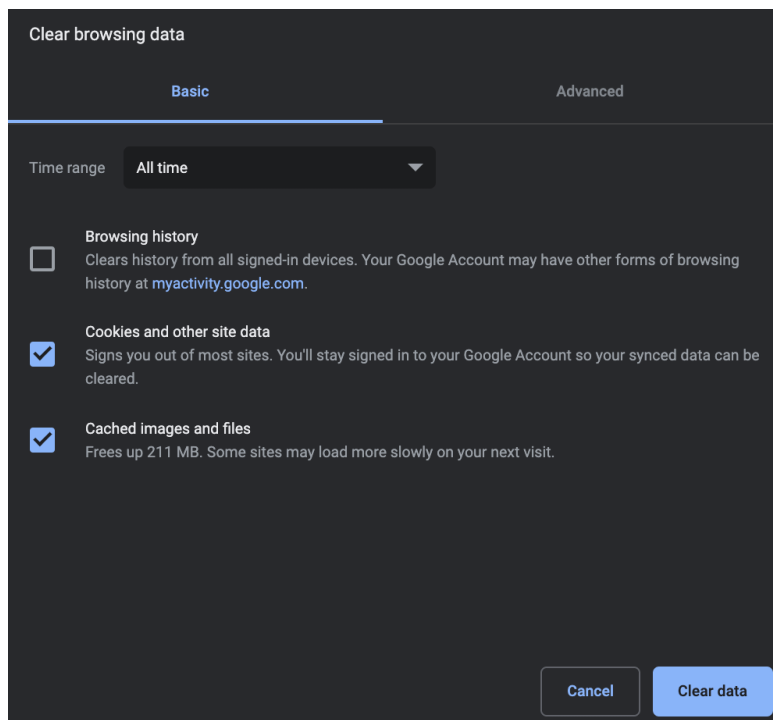 Clear browsing data
Basic
Advanced
Time range
All time
Browsing history
Clears history from all signed-in devices. Your Google Account may have other forms of browsing
history at myactivity.google.com.
Cookies and other site data
Signs you out of most sites. You'll stay signed in to your Google Account so your synced data can be
cleared.
Cached images and files
Frees up 211 MB. Some sites may load more slowly on your next visit.
Cancel
Clear data